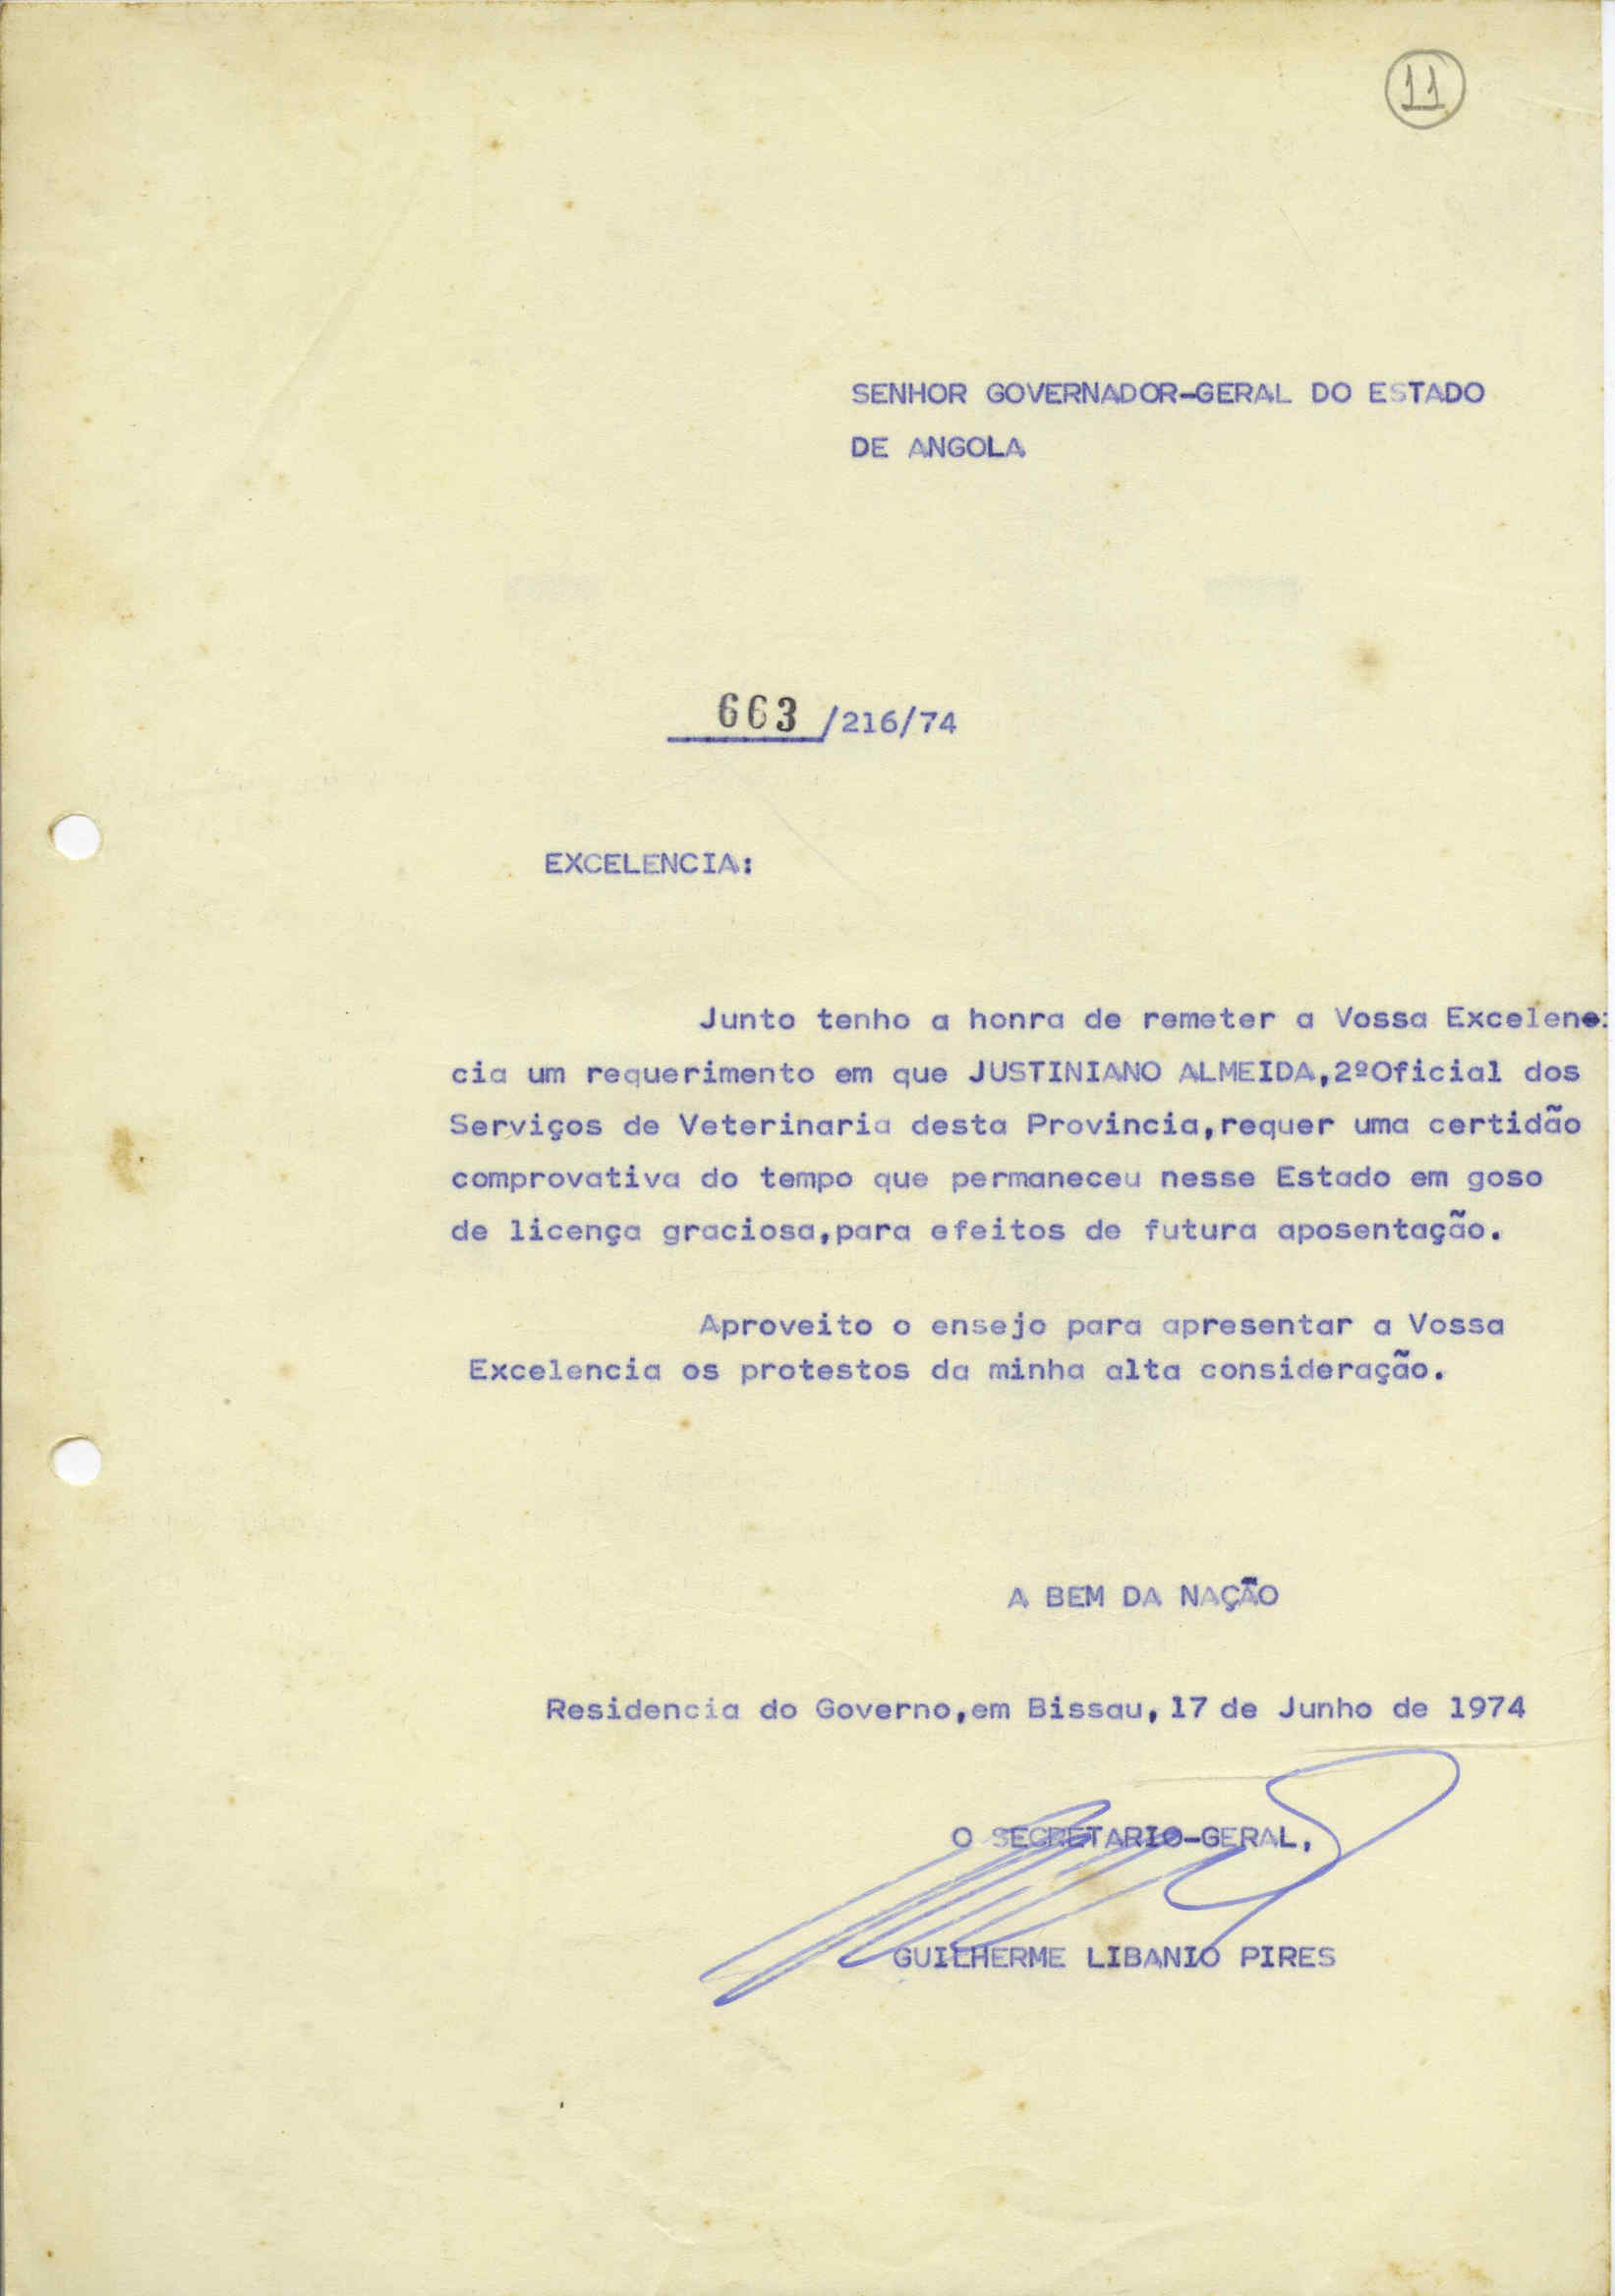 11
SENHOR GOVERNADOR-GERAL DO ESTADO
DE ANGOLA
663/216/74
EXCELENCIA:
Junto tenho a honra de remeter a Vossa Excelen-
cia um requerimento em que JUSTINIANO ALMEIDA,2ºOficial dos
Serviços de Veterinaria desta Provincia,requer uma certidão
comprovativa do tempo que permaneceu nesse Estado em goso
de licença graciosa,para efeitos de futura aposentação.
Aproveito o ensejo para apresentar a Vossa
Excelencia os protestos da minha alta consideração.
A BEM DA NAÇÃO
Residencia do Governo,em Bissau,17 de Junho de 1974
O SECRETARIO-GERAL,
GUILHERME LIBANIO PIRES